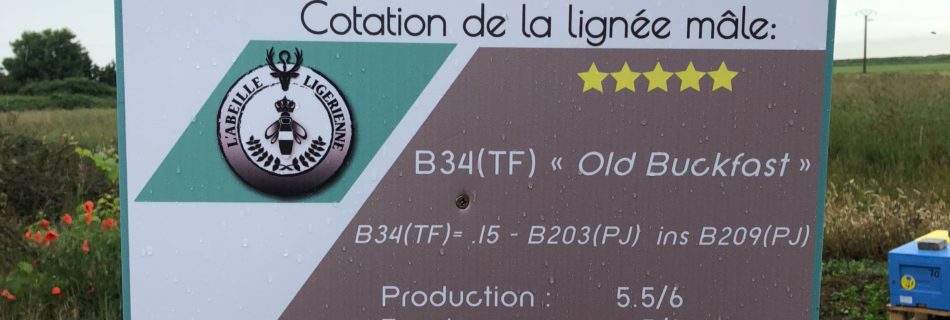 Cotation de la lignée mâle:
L'ABEILLE LIGERIENNE
B34(TF) « Old Buckfast »
B34(TF)= .15 - B203(PJ) ins B209(PJ)
Production : 5.5/6